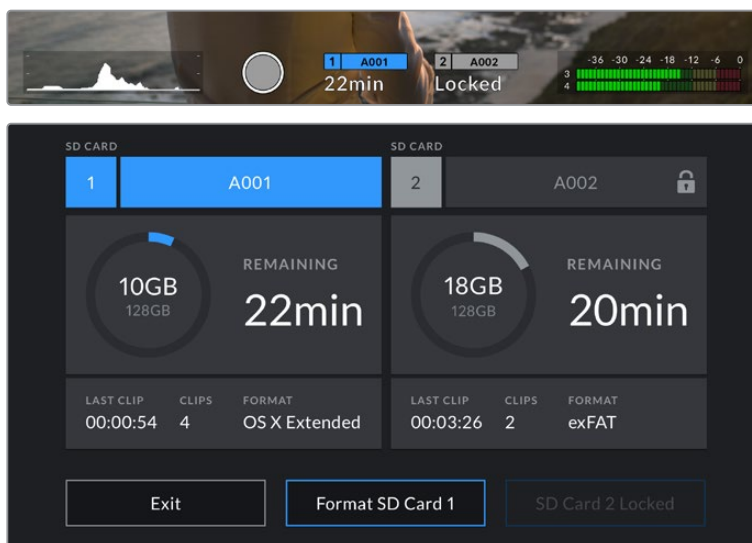 1 A001 2 A002
22min Locked
-36 -30 -24 -18 -12 -6 0
3
4
SD CARD SD CARD
1 A001 2 A002
10GB
128GB
REMAINING
22min
18GB
128GB
REMAINING
20min
LAST CLIP CLIPS FORMAT
00:00:54 4 OS X Extended
LAST CLIP CLIPS FORMAT
00:03:26 2 exFAT
Exit Format SD Card 1 SD Card 2 Locked